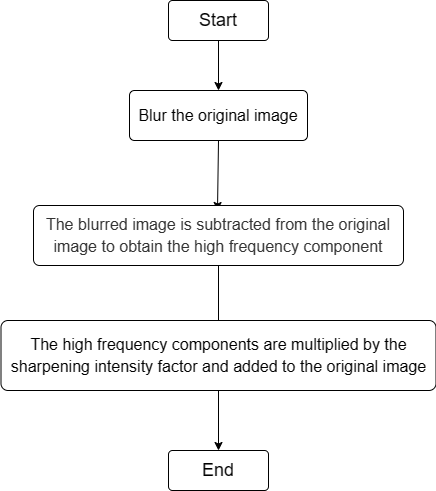 Start
Blur the original image
The blurred image is subtracted from the original
image to obtain the high frequency component
The high frequency components are multiplied by the
sharpening intensity factor and added to the original image
End